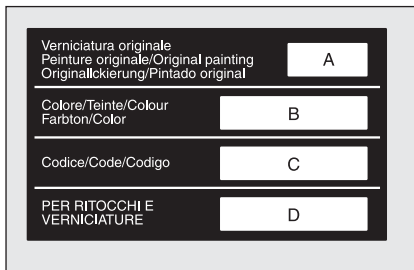 Verniciatura originale
Peinture originale/Original painting
Originallckierung/Pintado original
A
Colore/Teinte/Colour
Farbton/Color
B
Codice/Code/Codigo
C
PER RITOCCHI E
VERNICIATURE
D